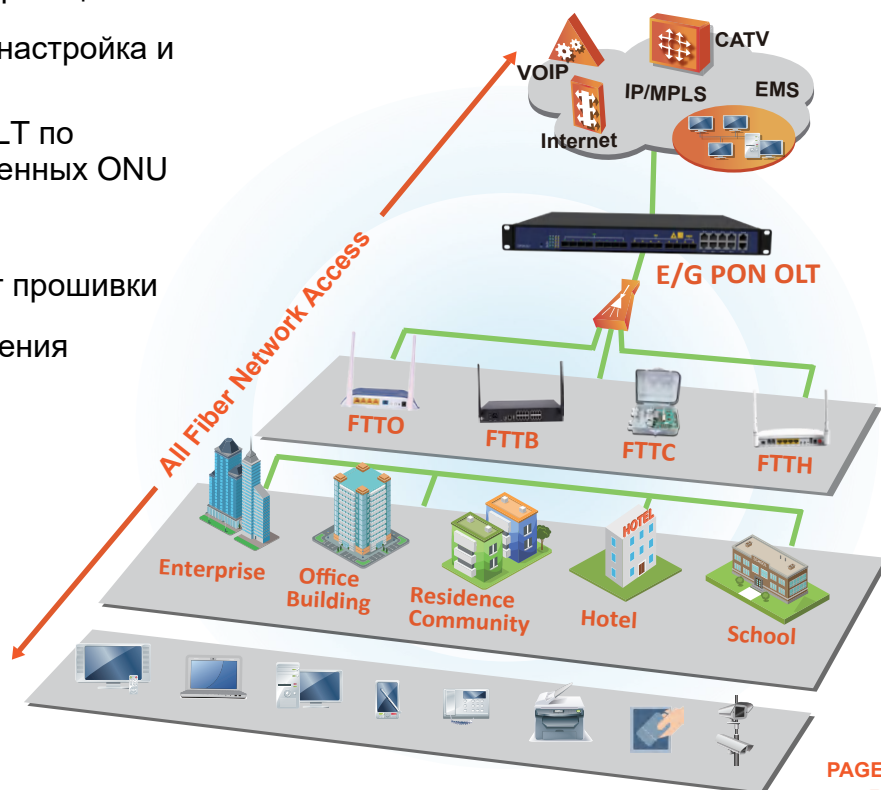 настройка и
LT по
енных ONU
прошивки
ения
VOIP
CATV
IP/MPLS
EMS
Internet
E/G PON OLT
All Fiber Network Access
FTTO
FTTB
FTTC
FTTH
HOTEL
Enterprise
Office
Building
Residence
Community
Hotel
School
PAGE